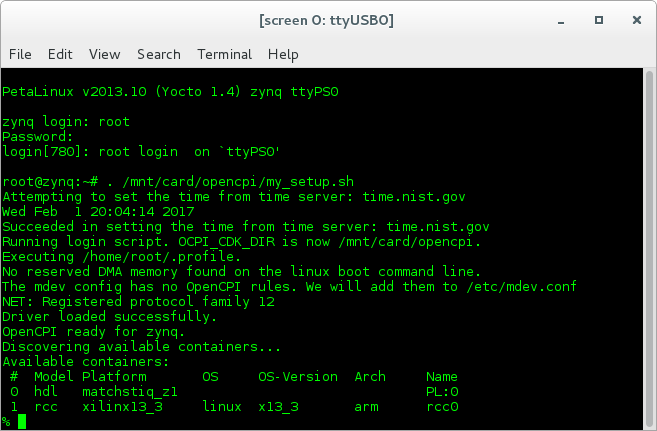 [screen 0: ttyUSB0]
File Edit View Search Terminal Help
PetaLinux v2013.10 (Yocto 1.4) zynq ttyPS0
zynq login: root
Password:
login[780]: root login  on `ttyPS0'
root@zynq:~# . /mnt/card/opencpi/my_setup.sh
Attempting to set the time from time server: time.nist.gov
Wed Feb  1 20:04:14 2017
Succeeded in setting the time from time server: time.nist.gov
Running login script. OCPI_CDK_DIR is now /mnt/card/opencpi.
Executing /home/root/.profile.
No reserved DMA memory found on the linux boot command line.
The mdev config has no OpenCPI rules. We will add them to /etc/mdev.conf
NET: Registered protocol family 12
Driver loaded successfully.
OpenCPI ready for zynq.
Discovering available containers...
Available containers:
 #  Model Platform       OS     OS-Version  Arch     Name
 0  hdl   matchstiq_z1                               PL:0
 1  rcc   xilinx13_3     linux  x13_3       arm      rcc0
%